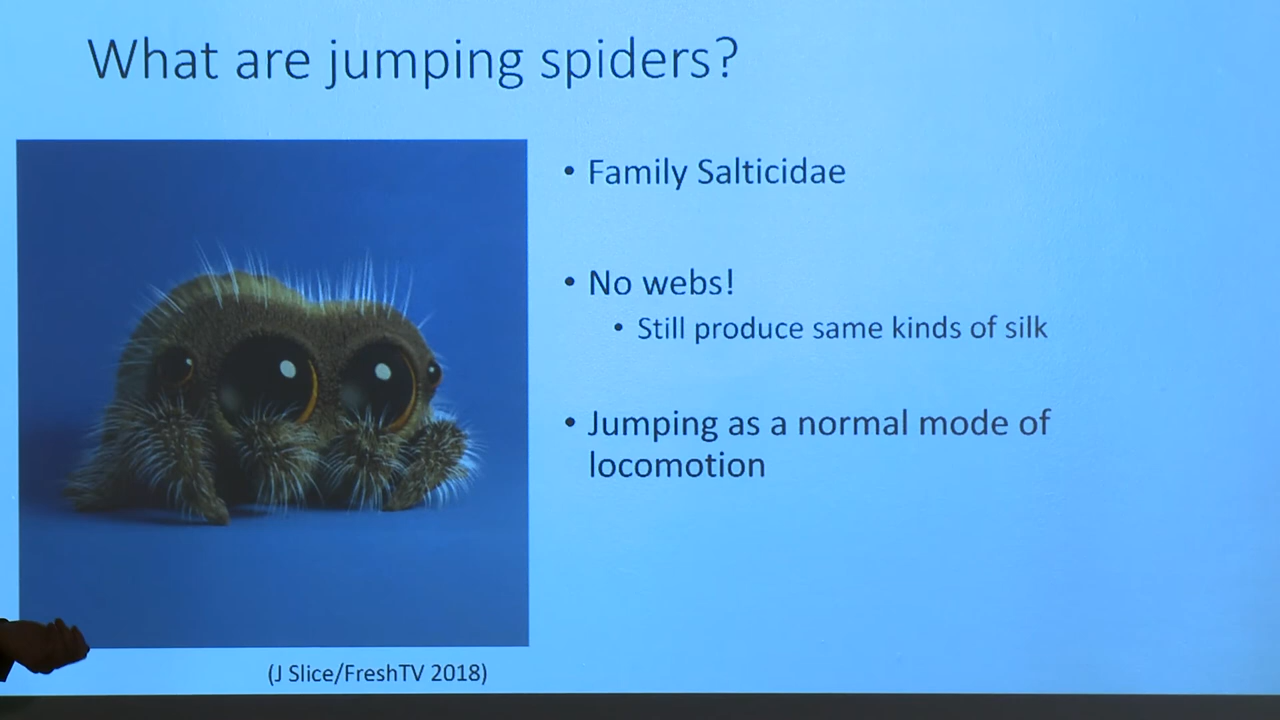 What are jumping spiders?
• Family Salticidae
• No webs!
• Still produce same kinds of silk
• Jumping as a normal mode of
locomotion
(J Slice/FreshTV 2018)